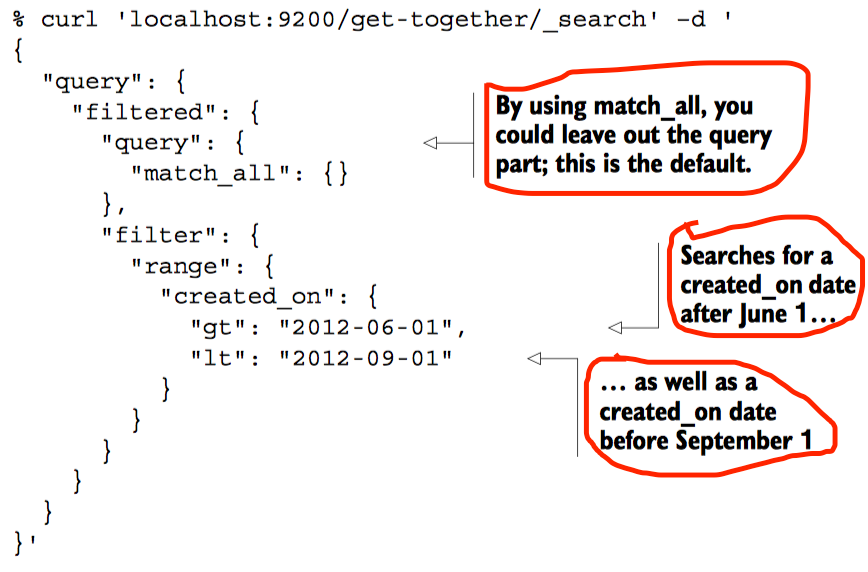 % curl 'localhost:9200/get-together/_search' -d '
{
"query": {
"filtered": {
"query": {
"match_all": {}
},
"filter": {
"range": {
"created_on": {
"gt": "2012-06-01",
"lt": "2012-09-01"
}
}
}
}
}
}'
By using match_all, you
could leave out the query
part; this is the default.
Searches for a
created_on date
after June 1...
... as well as a
created_on date
before September 1